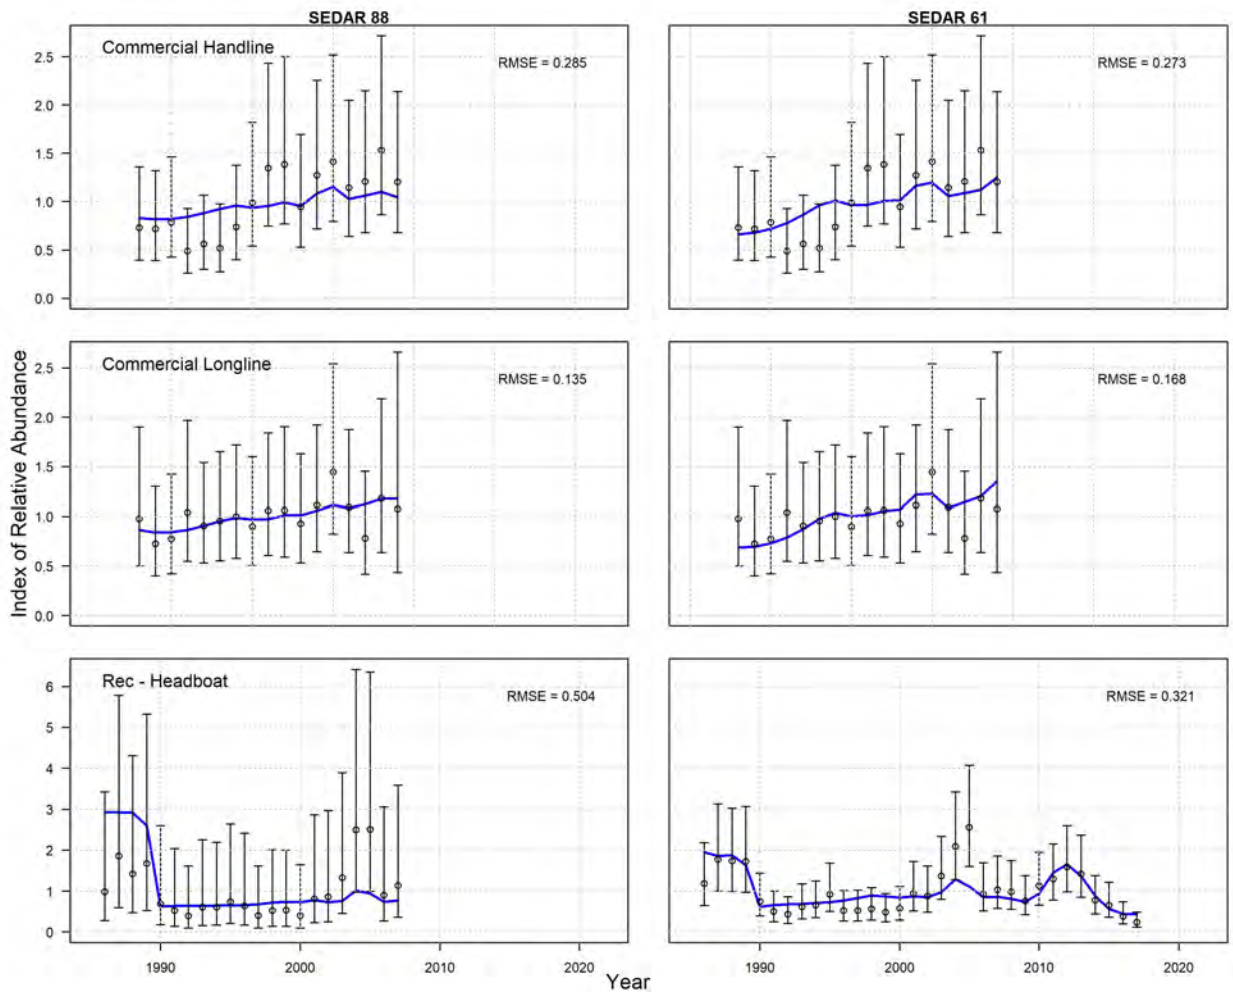 SEDAR 88
SEDAR 61
Commercial Handline
RMSE = 0.285
RMSE = 0.273
2.5
2.0
1.5
1.0
0.5
0.0
Commercial Longline
RMSE = 0.135
RMSE = 0.168
2.5
2.0
1.5
1.0
0.5
0.0
Index of Relative Abundance
Rec - Headboat
RMSE = 0.504
RMSE = 0.321
6
5
4
3
2
1
0
1990 2000 2010 2020
1990 2000 2010 2020
Year